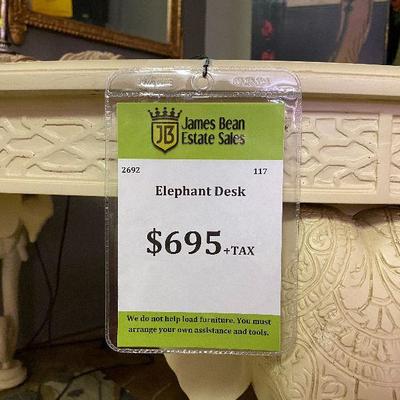 JB
James Bean
Estate Sales
2692 117
Elephant Desk
$695+TAX
We do not help load furniture. You must
arrange your own assistance and tools.